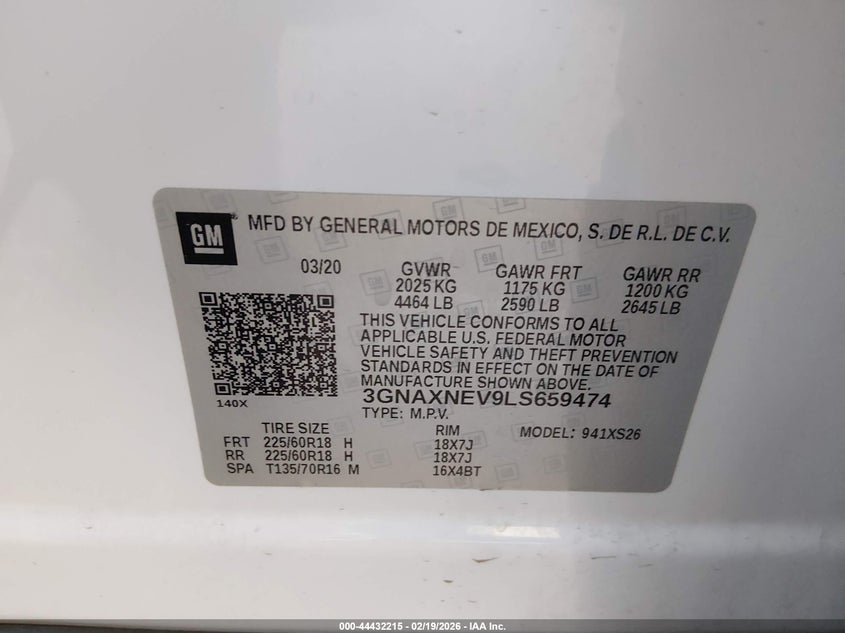 GM ® MFD BY GENERAL MOTORS DE MEXICO, S. DE R.L. DE C.V.
03/20 GVWR GAWR FRT GAWR RR
2025 KG 1175 KG 1200 KG
4464 LB 2590 LB 2645 LB
THIS VEHICLE CONFORMS TO ALL
APPLICABLE U.S. FEDERAL MOTOR
VEHICLE SAFETY AND THEFT PREVENTION
STANDARDS IN EFFECT ON THE DATE OF
MANUFACTURE SHOWN ABOVE.
3GNAXNEV9LS659474
140X
TYPE: M.P.V.
TIRE SIZE RIM MODEL: 941XS26
FRT 225/60R18 H 18X7J
RR 225/60R18 H 18X7J
SPA T135/70R16 M 16X4BT
000-44432215 - 02/19/2026 - IAA Inc.